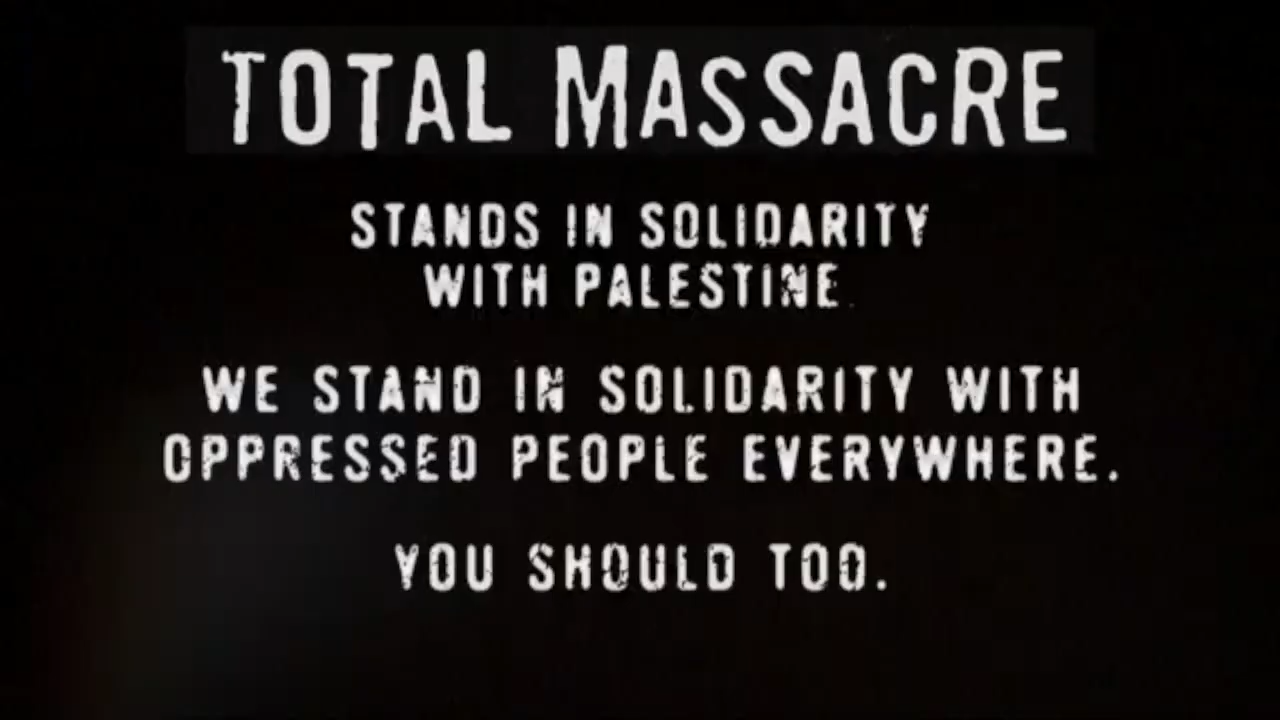 TOTAL MASSACRE
STANDS IN SOLIDARITY
WITH PALESTINE.
WE STAND IN SOLIDARITY WITH
OPPRESSED PEOPLE EVERYWHERE.
YOU SHOULD TOO.